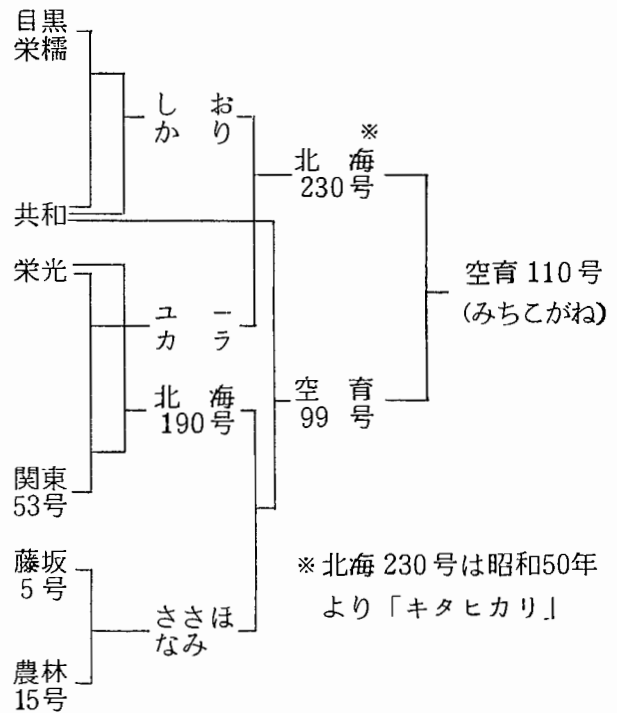 目黒
栄糯
しお
かり
※
北海
230号
共和
栄光
空育110号
(みちこがね)
ユー
カラ
北海
190号
空育
99号
関東
53号
藤坂
5号
※北海230号は昭和50年
より「キタヒカリ」
ささほ
なみ
農林
15号